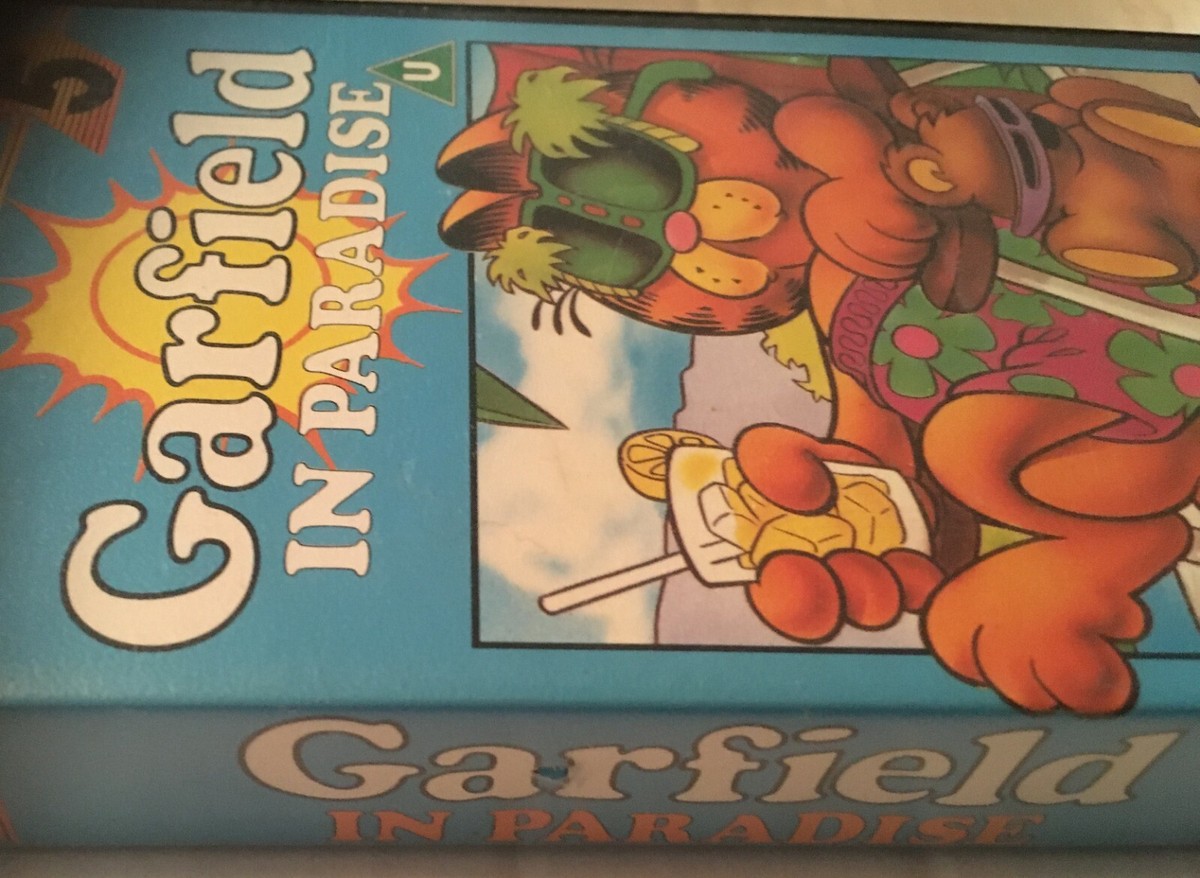 Garfield
IN PARADISE
U
Garfield
IN PARADISE